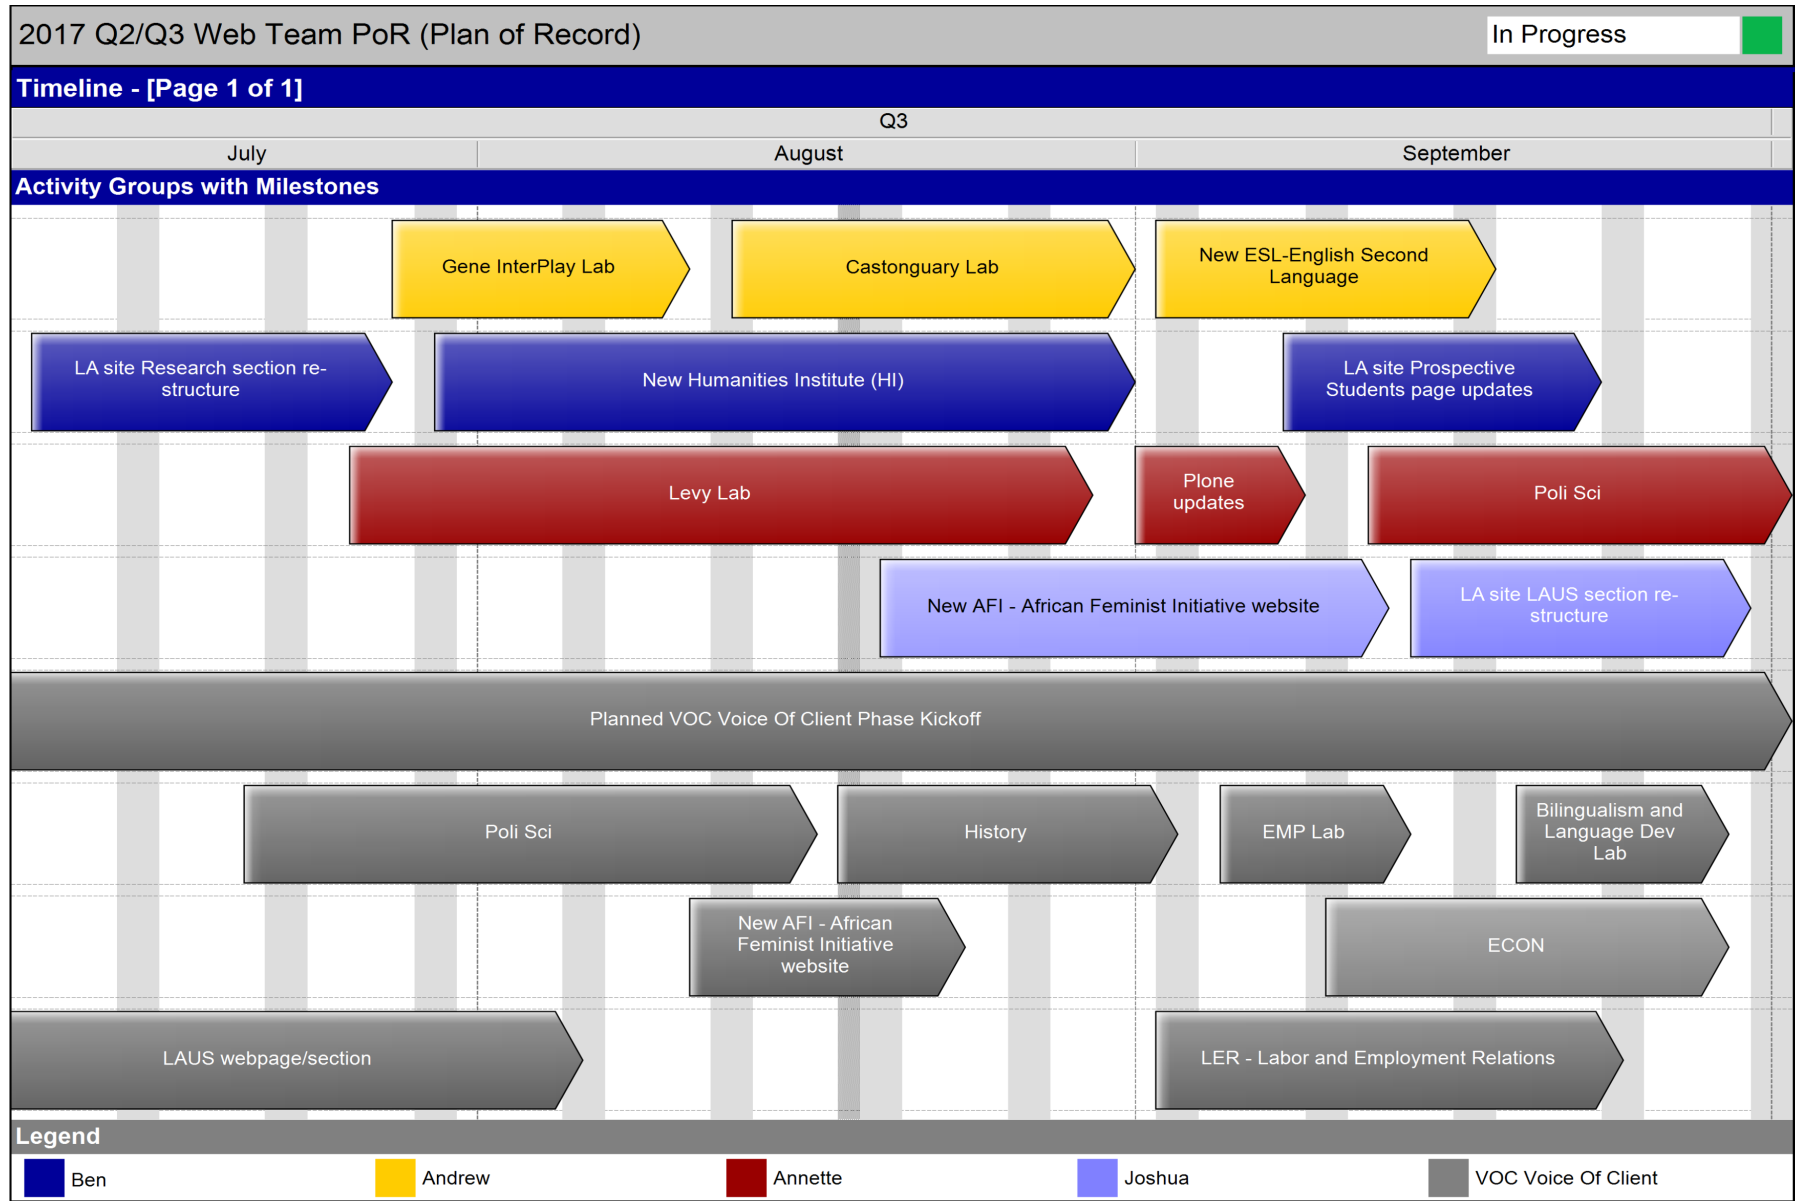 2017 Q2/Q3 Web Team PoR (Plan of Record)
In Progress
Timeline - [Page 1 of 1]
Q3
July
August
September
Activity Groups with Milestones
Gene InterPlay Lab
Castonguary Lab
New ESL-English Second
Language
LA site Research section re-
structure
New Humanities Institute (HI)
LA site Prospective
Students page updates
Levy Lab
Plone
updates
Poli Sci
New AFI - African Feminist Initiative website
LA site LAUS section re-
structure
Planned VOC Voice Of Client Phase Kickoff
Poli Sci
History
EMP Lab
Bilingualism and
Language Dev
Lab
New AFI - African
Feminist Initiative
website
ECON
LAUS webpage/section
LER - Labor and Employment Relations
Legend
Ben
Andrew
Annette
Joshua
VOC Voice Of Client